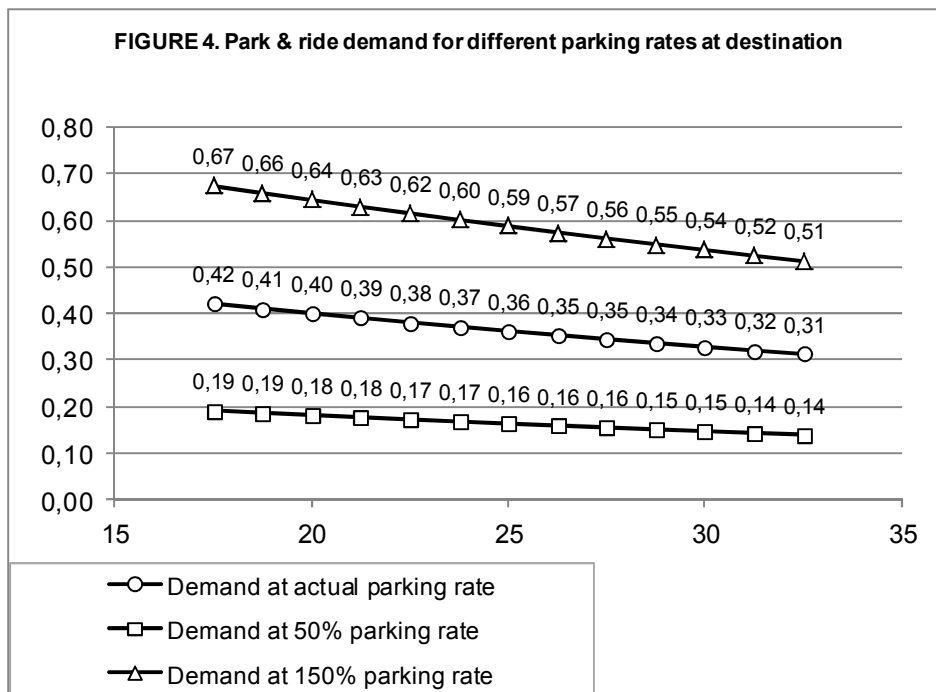 FIGURE 4. Park & ride demand for different parking rates at destination
0,80
0,70
0,60
0,50
0,40
0,30
0,20
0,10
0,00
0,67 0,66 0,64 0,63 0,62 0,60 0,59 0,57 0,56 0,55 0,54 0,52 0,51
0,42 0,41 0,40 0,39 0,38 0,37 0,36 0,35 0,35 0,34 0,33 0,32 0,31
0,19 0,19 0,18 0,18 0,17 0,17 0,16 0,16 0,16 0,15 0,15 0,14 0,14
15 20 25 30 35
Demand at actual parking rate
Demand at 50% parking rate
Demand at 150% parking rate